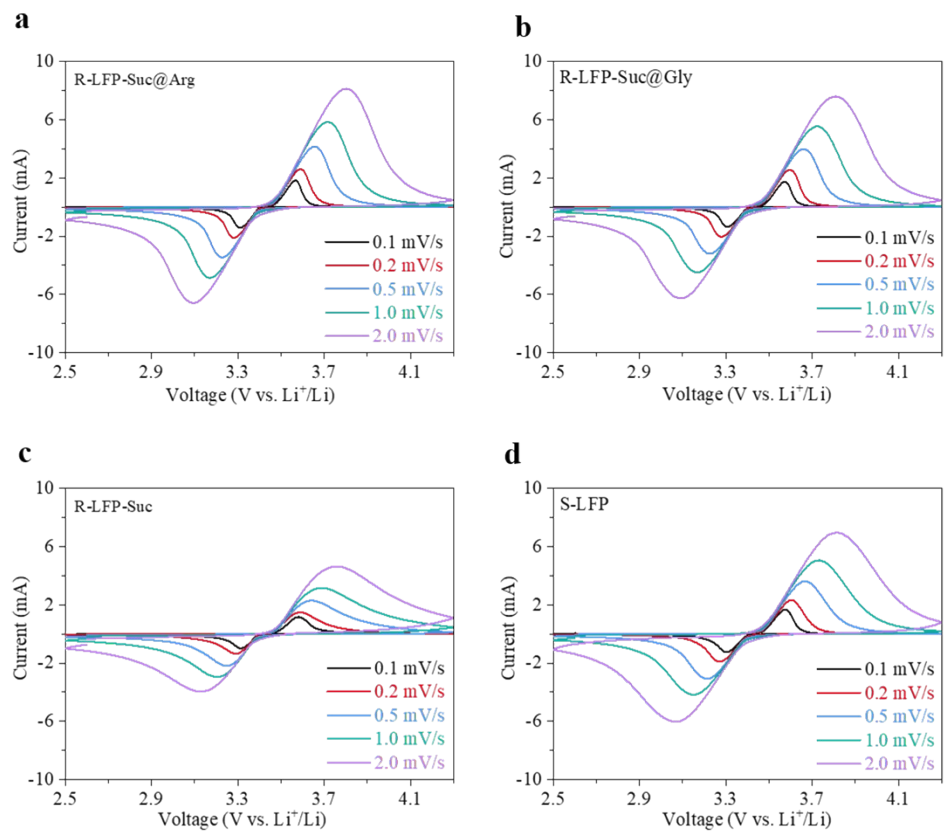 a
R-LFP-Suc@Arg
Current (mA)
10
6
2
-2
-6
-10
0.1 mV/s
0.2 mV/s
0.5 mV/s
1.0 mV/s
2.0 mV/s
2.5 2.9 3.3 3.7 4.1
Voltage (V vs. Li⁺/Li)
b
R-LFP-Suc@Gly
Current (mA)
10
6
2
-2
-6
-10
0.1 mV/s
0.2 mV/s
0.5 mV/s
1.0 mV/s
2.0 mV/s
2.5 2.9 3.3 3.7 4.1
Voltage (V vs. Li⁺/Li)
c
R-LFP-Suc
Current (mA)
10
6
2
-2
-6
-10
0.1 mV/s
0.2 mV/s
0.5 mV/s
1.0 mV/s
2.0 mV/s
2.5 2.9 3.3 3.7 4.1
Voltage (V vs. Li⁺/Li)
d
S-LFP
Current (mA)
10
6
2
-2
-6
-10
0.1 mV/s
0.2 mV/s
0.5 mV/s
1.0 mV/s
2.0 mV/s
2.5 2.9 3.3 3.7 4.1
Voltage (V vs. Li⁺/Li)